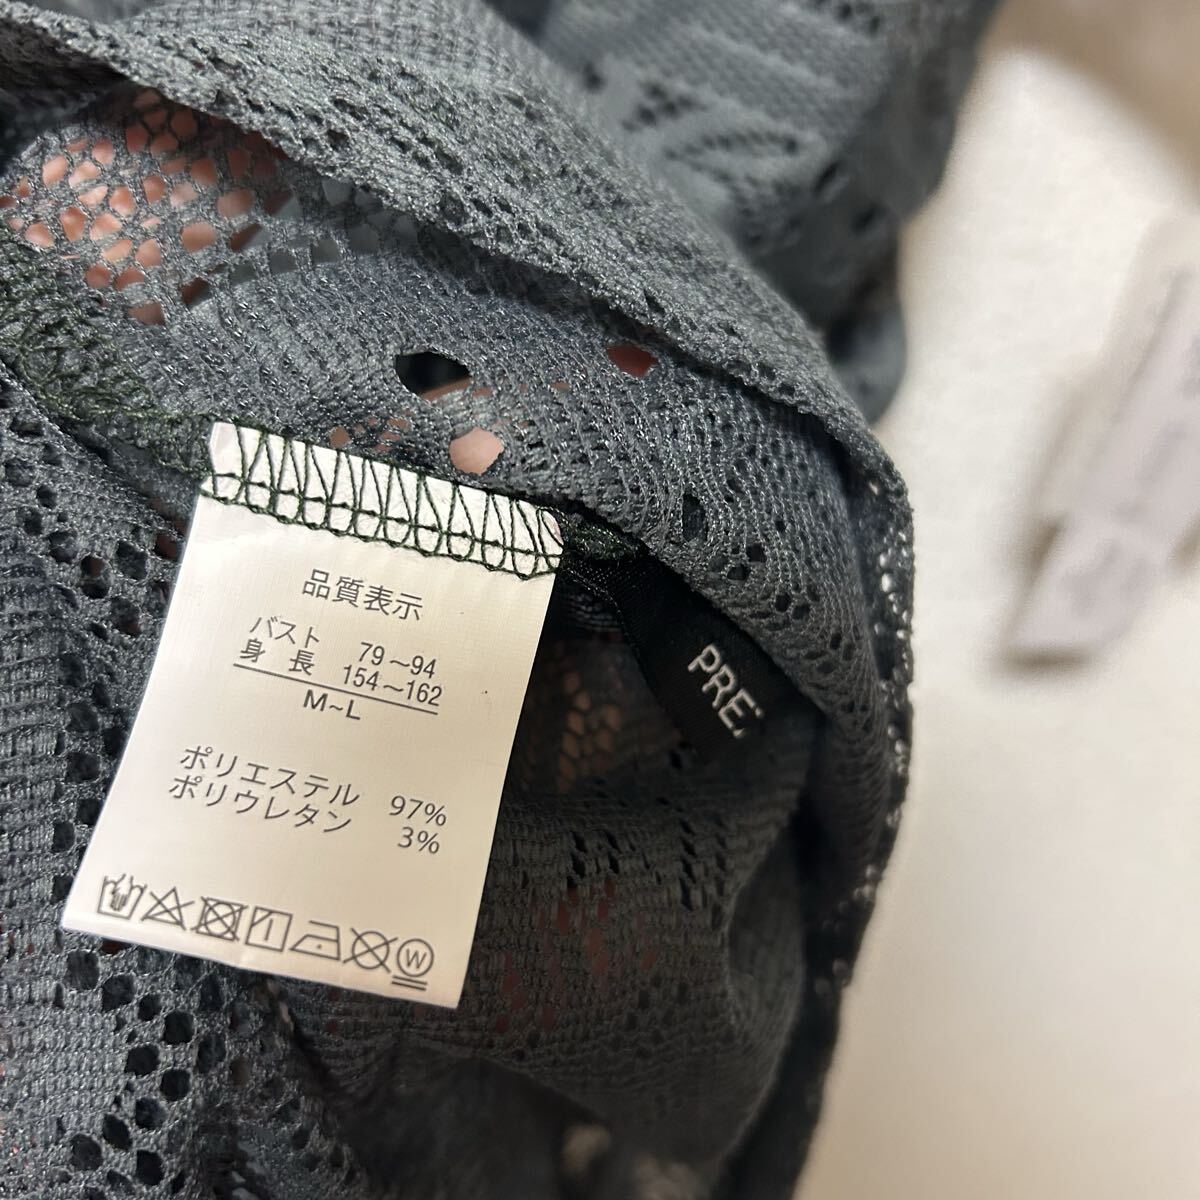 品質表示
バスト 79～94
身長 154～162
M~L
ポリエステル 97%
ポリウレタン 3%
W
PRE